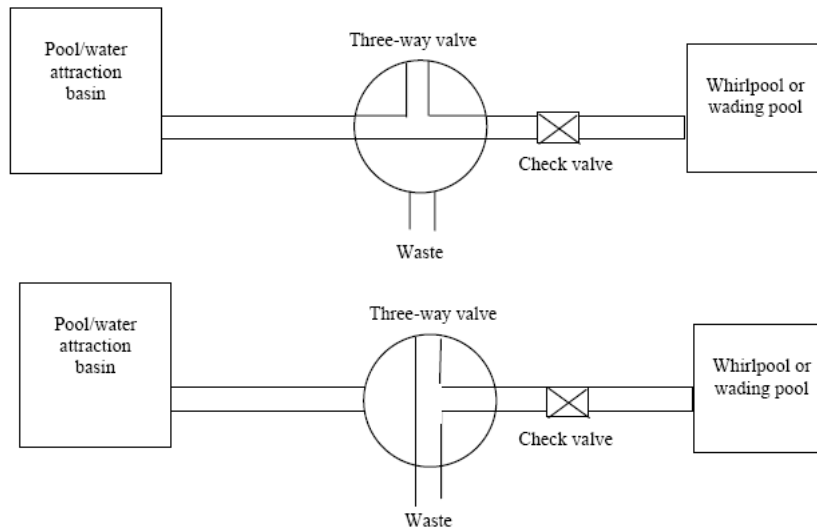 Three-way valve
Pool/water
attraction
basin
Whirlpool or
wading pool
Check valve
Waste
Three-way valve
Pool/water
attraction
basin
Whirlpool or
wading pool
Check valve
Waste